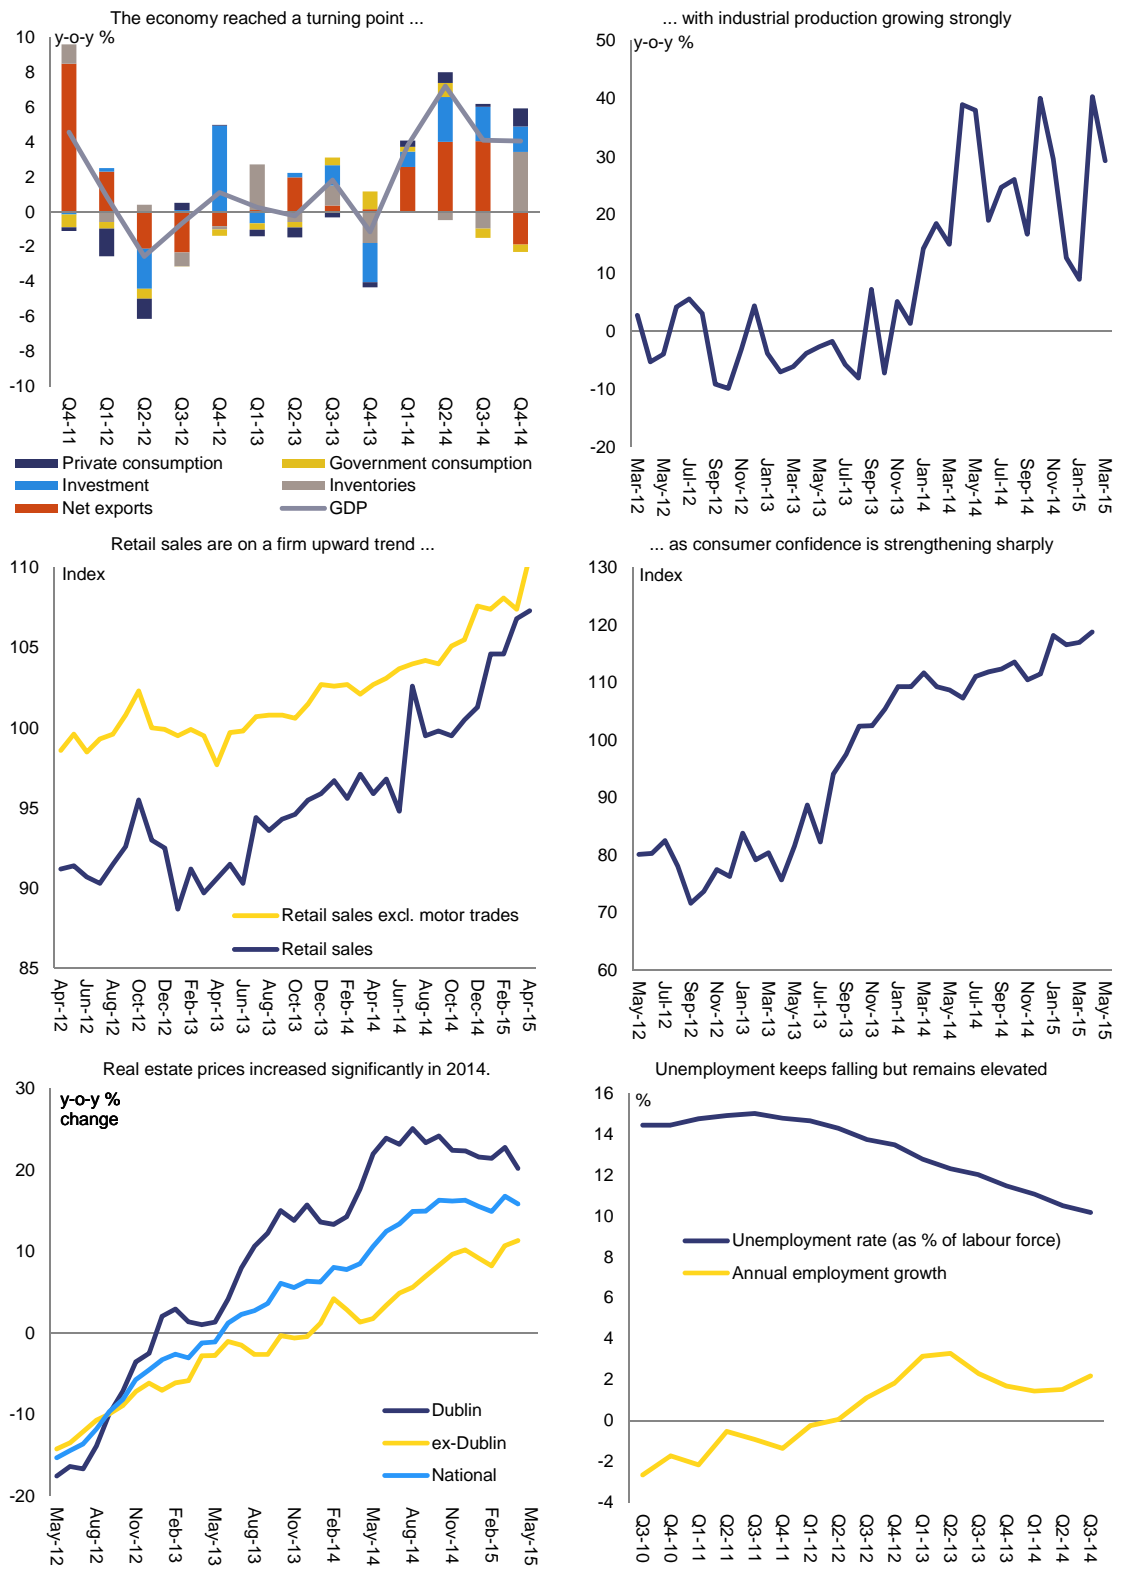 The economy reached a turning point ...
y-o-y %
10
8
6
4
2
0
-2
-4
-6
-8
-10
Q4-11
Q1-12
Q2-12
Q3-12
Q4-12
Q1-13
Q2-13
Q3-13
Q4-13
Q1-14
Q2-14
Q3-14
Q4-14
Private consumption
Government consumption
Investment
Inventories
Net exports
GDP
... with industrial production growing strongly
y-o-y %
50
40
30
20
10
0
-10
-20
Mar-12
May-12
Jul-12
Sep-12
Nov-12
Jan-13
Mar-13
May-13
Jul-13
Sep-13
Nov-13
Jan-14
Mar-14
May-14
Jul-14
Sep-14
Nov-14
Jan-15
Mar-15
Retail sales are on a firm upward trend ...
Index
110
105
100
95
90
85
Retail sales excl. motor trades
Retail sales
Apr-12
Jun-12
Aug-12
Oct-12
Dec-12
Feb-13
Apr-13
Jun-13
Aug-13
Oct-13
Dec-13
Feb-14
Apr-14
Jun-14
Aug-14
Oct-14
Dec-14
Feb-15
Apr-15
... as consumer confidence is strengthening sharply
Index
130
120
110
100
90
80
70
60
May-12
Jul-12
Sep-12
Nov-12
Jan-13
Mar-13
May-13
Jul-13
Sep-13
Nov-13
Jan-14
Mar-14
May-14
Jul-14
Sep-14
Nov-14
Jan-15
Mar-15
May-15
Real estate prices increased significantly in 2014.
y-o-y %
change
30
20
10
0
-10
-20
Dublin
ex-Dublin
National
May-12
Aug-12
Nov-12
Feb-13
May-13
Aug-13
Nov-13
Feb-14
May-14
Aug-14
Nov-14
Feb-15
May-15
Unemployment keeps falling but remains elevated
%
16
14
12
10
8
6
4
2
0
-2
-4
Unemployment rate (as % of labour force)
Annual employment growth
Q3-10
Q4-10
Q1-11
Q2-11
Q3-11
Q4-11
Q1-12
Q2-12
Q3-12
Q4-12
Q1-13
Q2-13
Q3-13
Q4-13
Q1-14
Q2-14
Q3-14